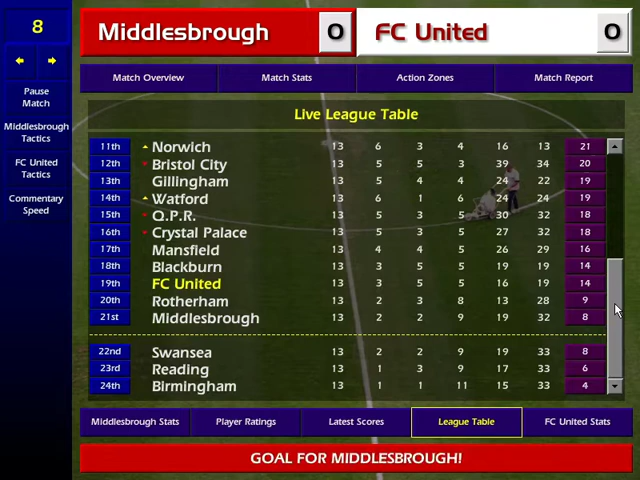 8
Middlesbrough 0 FC United 0
Match Overview Match Stats Action Zones Match Report
Pause
Match
Middlesbrough
Tactics
FC United
Tactics
Commentary
Speed
Live League Table
11th Norwich 13 6 3 4 16 13 21
12th Bristol City 13 5 5 3 39 34 20
13th Gillingham 13 5 4 4 24 22 19
14th Watford 13 6 1 6 24 24 19
15th Q.P.R. 13 5 3 5 30 32 18
16th Crystal Palace 13 5 3 5 27 32 18
17th Mansfield 13 4 4 5 26 29 16
18th Blackburn 13 3 5 5 19 19 14
19th FC United 13 3 5 5 16 19 14
20th Rotherham 13 2 3 8 13 28 9
21st Middlesbrough 13 2 2 9 19 32 8
22nd Swansea 13 2 2 9 19 33 8
23rd Reading 13 1 3 9 17 33 6
24th Birmingham 13 1 1 11 15 33 4
Middlesbrough Stats Player Ratings Latest Scores League Table FC United Stats
GOAL FOR MIDDLESBROUGH!